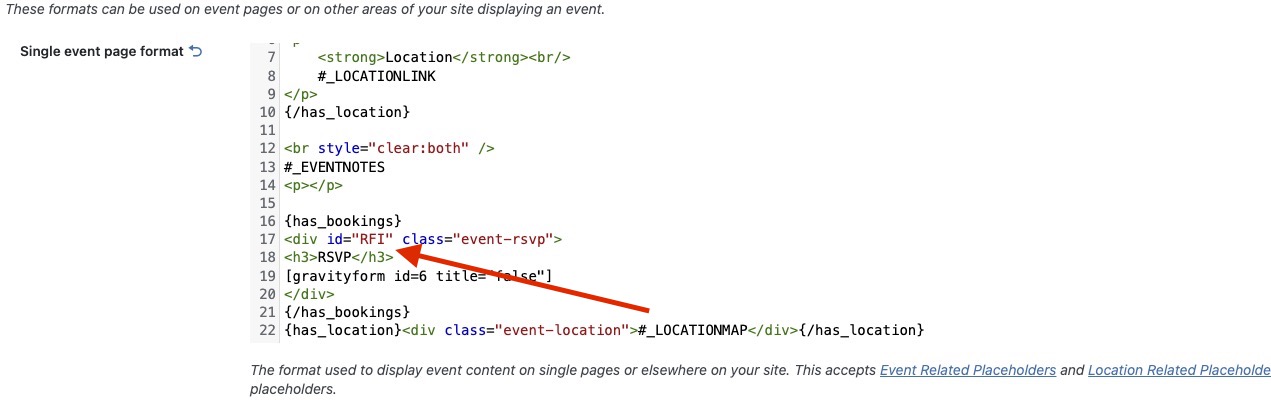 These formats can be used on event pages or on other areas of your site displaying an event.
Single event page format
7 <strong>Location</strong><br/>
8 #_LOCATIONLINK
9 </p>
10 {/has_location}
11
12 <br style="clear:both" />
13 #_EVENTNOTES
14 <p></p>
15
16 {has_bookings}
17 <div id="RFI" class="event-rsvp">
18 <h3>RSVP</h3>
19 [gravityform id=6 title="false"]
20 </div>
21 {/has_bookings}
22 {has_location}<div class="event-location">#_LOCATIONMAP</div>{/has_location}
The format used to display event content on single pages or elsewhere on your site. This accepts Event Related Placeholders and Location Related Placeholde
placeholders.